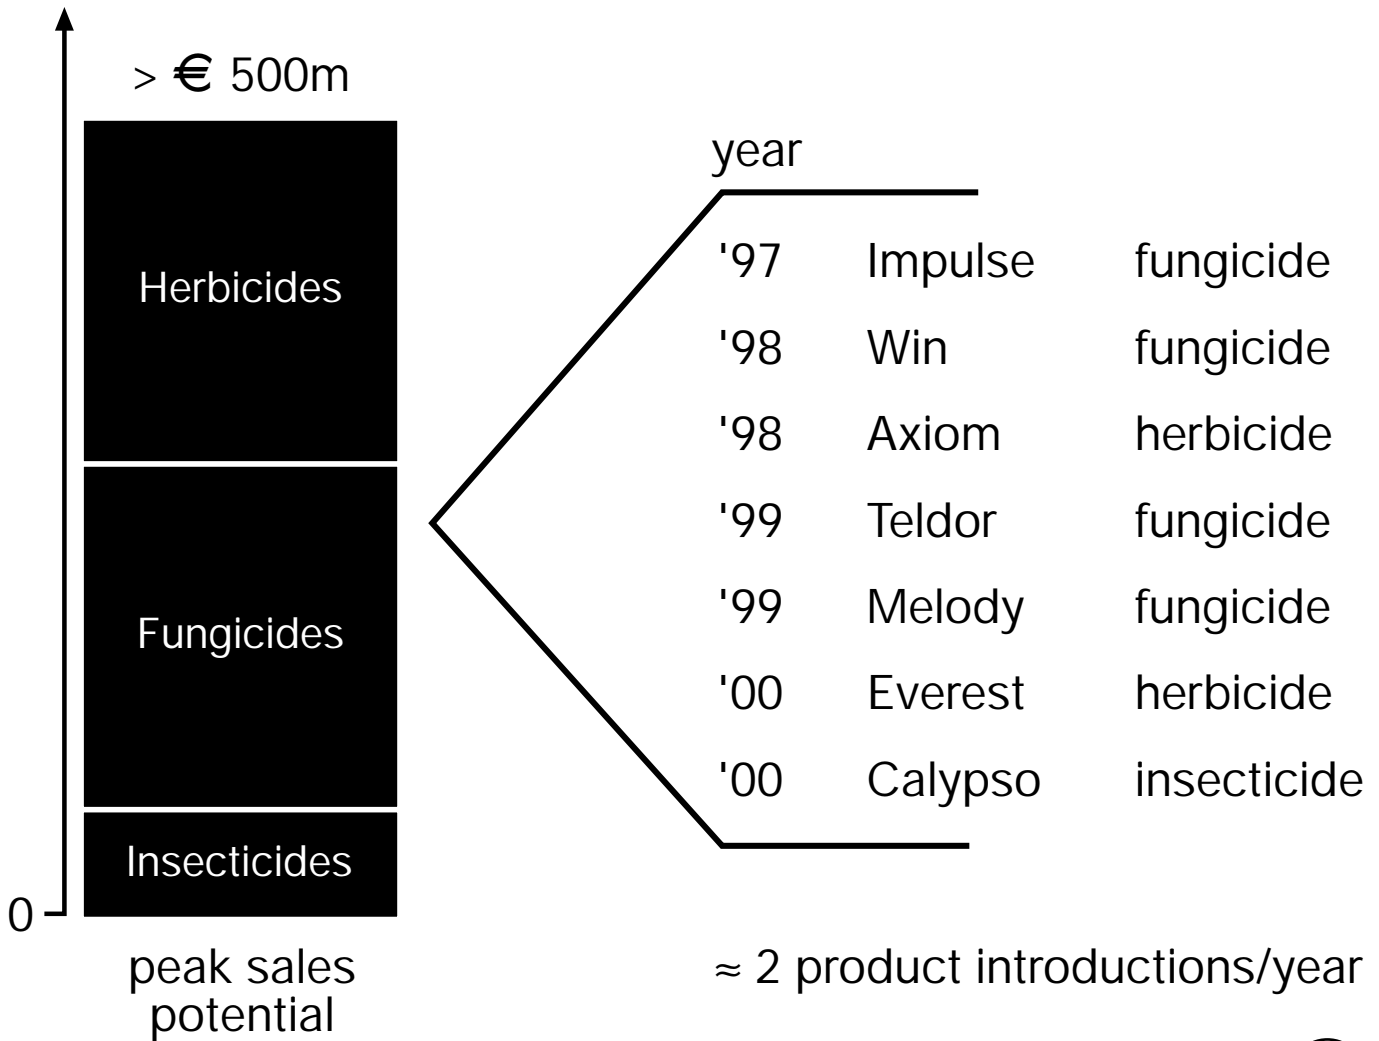 > € 500m
Herbicides
Fungicides
Insecticides
0
peak sales
potential
year
'97 Impulse fungicide
'98 Win fungicide
'98 Axiom herbicide
'99 Teldor fungicide
'99 Melody fungicide
'00 Everest herbicide
'00 Calypso insecticide
≈ 2 product introductions/year